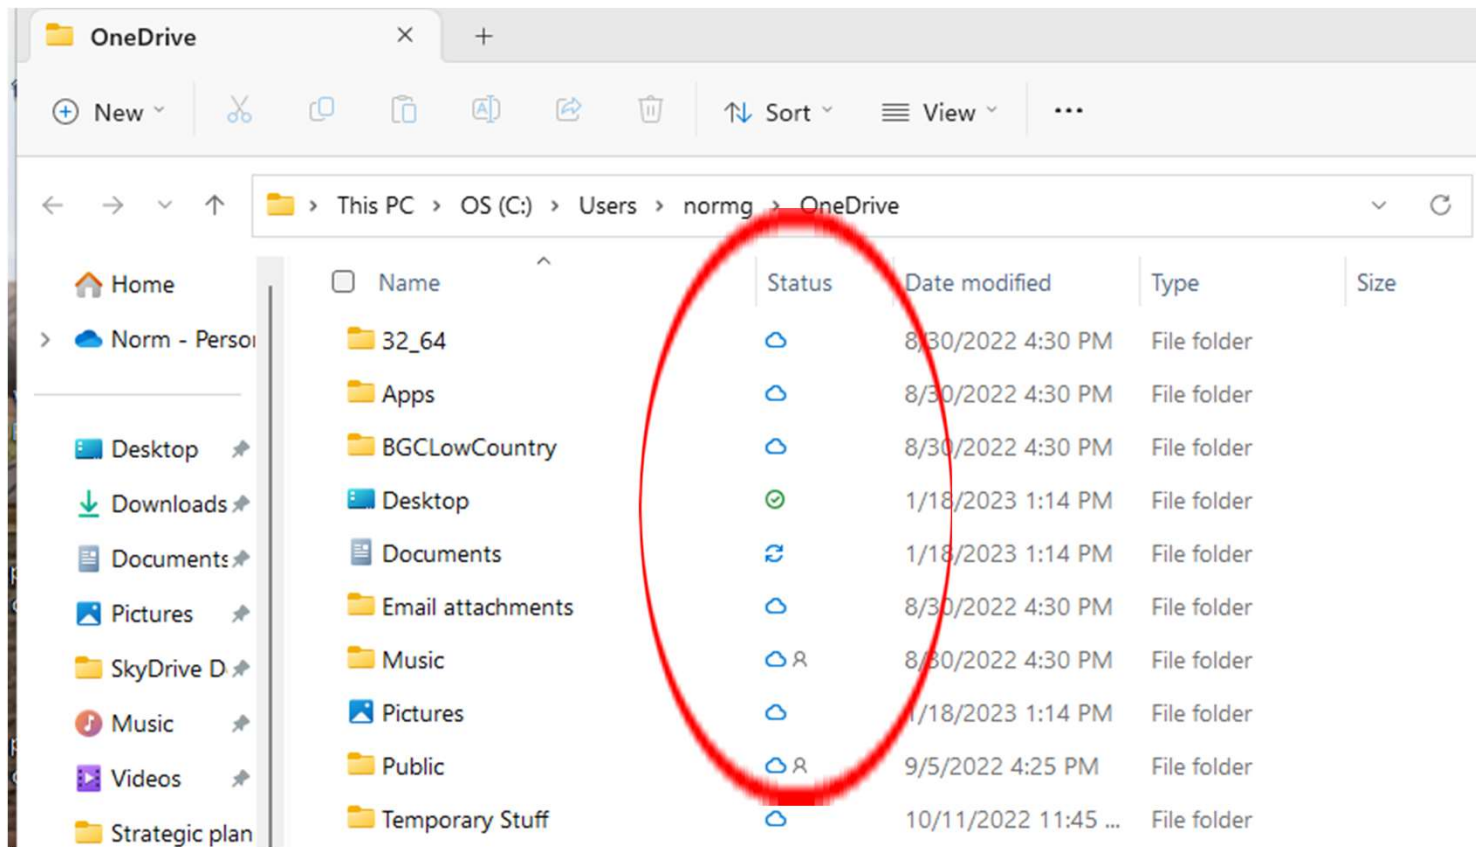 OneDrive
New
Sort
View
This PC > OS (C:) > Users > normg > OneDrive
Name Status Date modified Type Size
Home
Norm - Person
Desktop
Downloads
Documents
Pictures
SkyDrive D
Music
Videos
Strategic plan
32_64 8/30/2022 4:30 PM File folder
Apps 8/30/2022 4:30 PM File folder
BGCLowCountry 8/30/2022 4:30 PM File folder
Desktop 1/18/2023 1:14 PM File folder
Documents 1/18/2023 1:14 PM File folder
Email attachments 8/30/2022 4:30 PM File folder
Music 8/30/2022 4:30 PM File folder
Pictures 1/18/2023 1:14 PM File folder
Public 9/5/2022 4:25 PM File folder
Temporary Stuff 10/11/2022 11:45 ... File folder